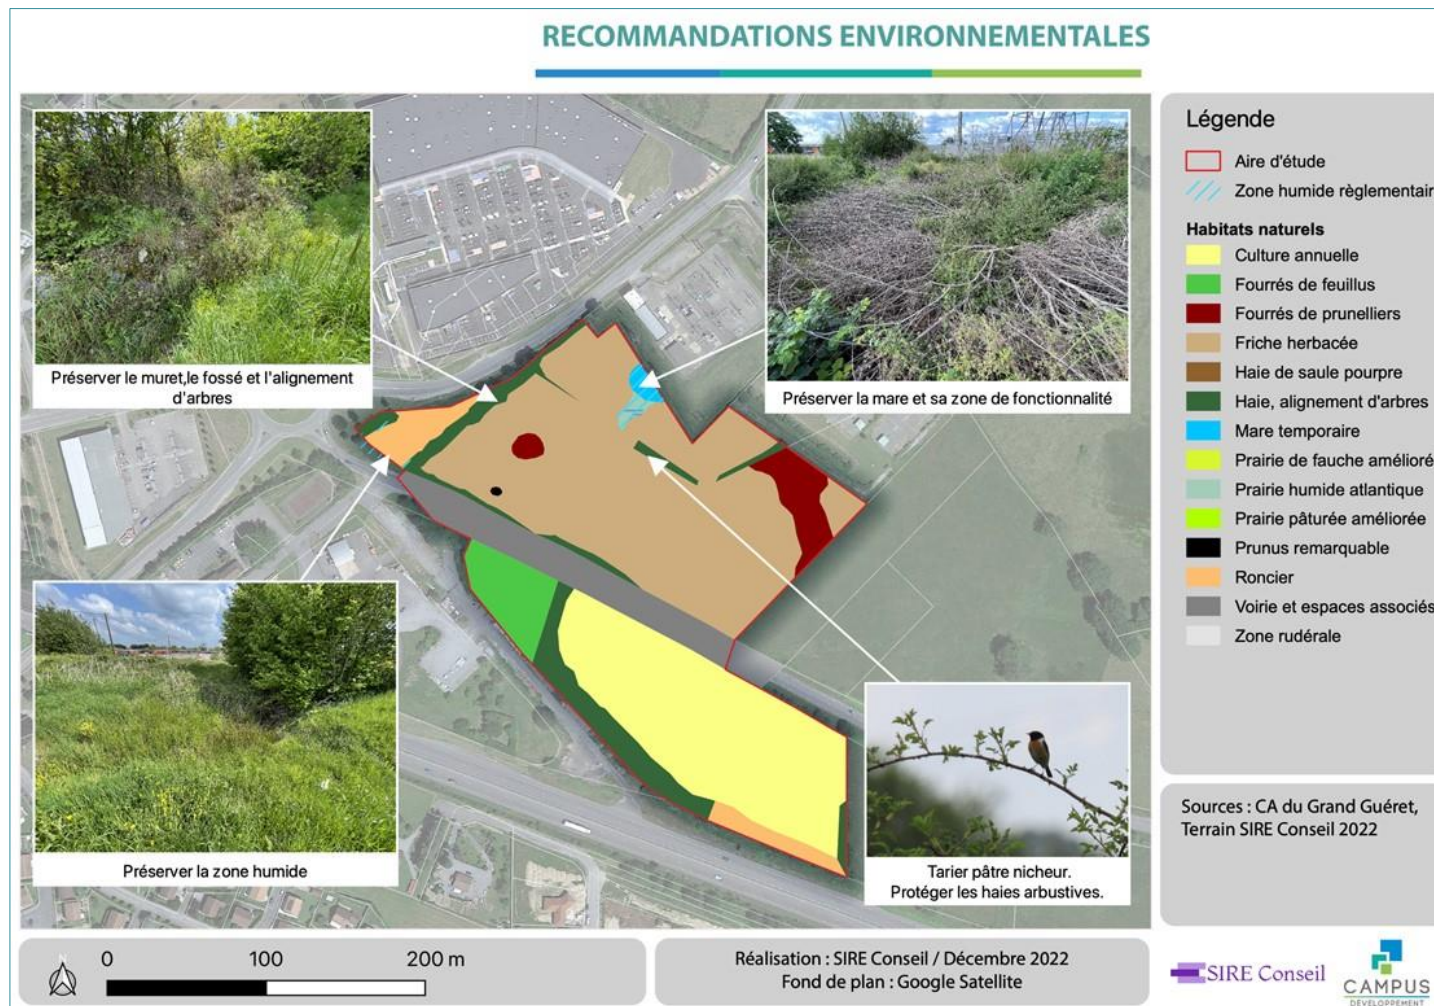 RECOMMANDATIONS ENVIRONNEMENTALES
Préserver le muret,le fossé et l'alignement
d'arbres
Préserver la mare et sa zone de fonctionnalité
Préserver la zone humide
Tarier pâtre nicheur.
Protéger les haies arbustives.
Légende
Aire d'étude
Zone humide règlementair
Habitats naturels
Culture annuelle
Fourrés de feuillus
Fourrés de prunelliers
Friche herbacée
Haie de saule pourpre
Haie, alignement d'arbres
Mare temporaire
Prairie de fauche amélioré
Prairie humide atlantique
Prairie pâturée améliorée
Prunus remarquable
Roncier
Voirie et espaces associés
Zone rudérale
Sources : CA du Grand Guéret,
Terrain SIRE Conseil 2022
N
0 100 200 m
Réalisation : SIRE Conseil / Décembre 2022
Fond de plan : Google Satellite
SIRE Conseil
CAMPUS
DEVELOPPEMENT